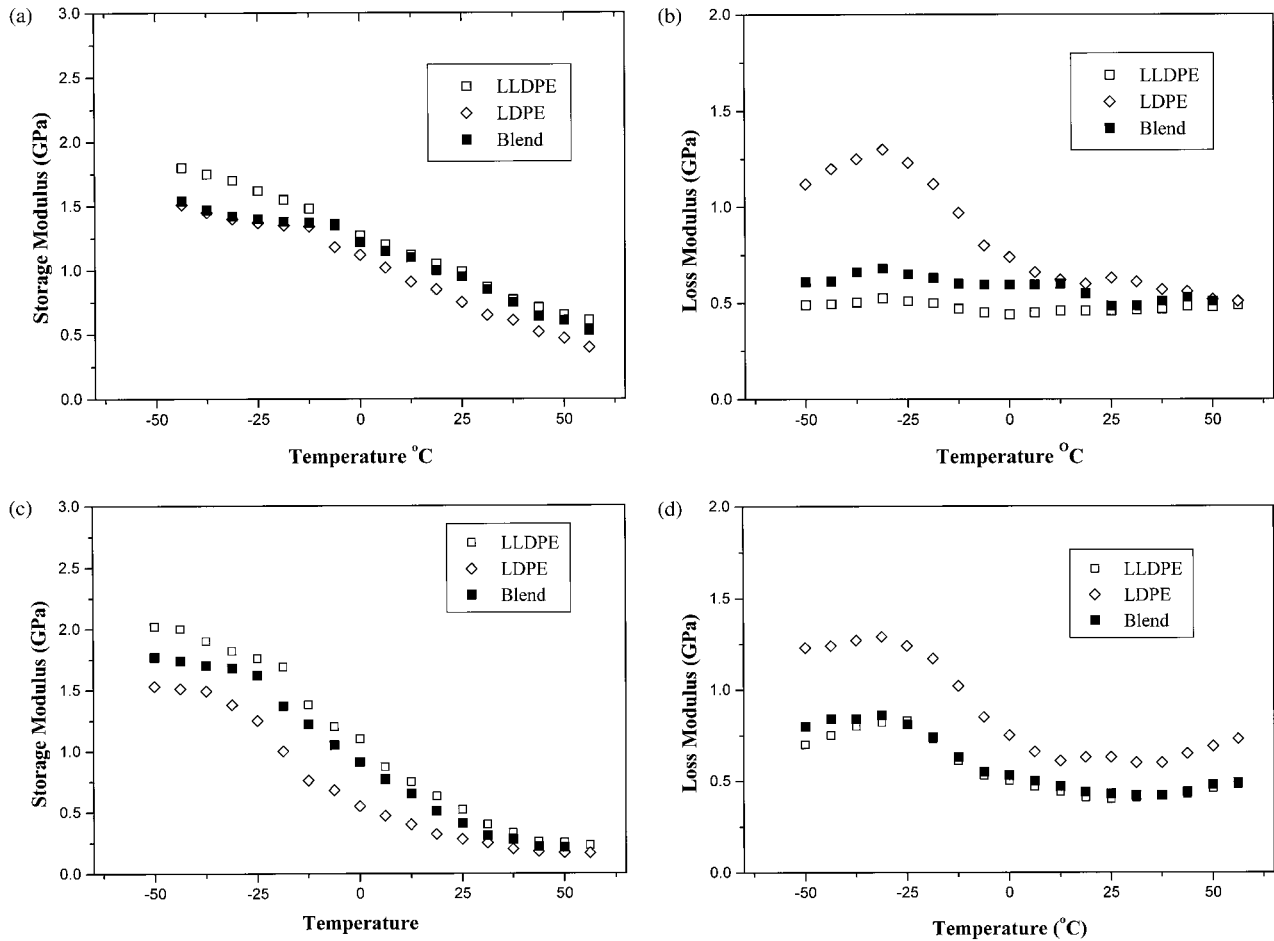 (a)
Storage Modulus (GPa)
3.0
2.5
2.0
1.5
1.0
0.5
0.0
LLDPE
LDPE
Blend
-50
-25
0
25
50
Temperature °C
(b)
Loss Modulus (GPa)
2.0
1.5
1.0
0.5
0.0
LLDPE
LDPE
Blend
-50
-25
0
25
50
Temperature °C
(c)
Storage Modulus (GPa)
3.0
2.5
2.0
1.5
1.0
0.5
0.0
LLDPE
LDPE
Blend
-50
-25
0
25
50
Temperature
(d)
Loss Modulus (GPa)
2.0
1.5
1.0
0.5
0.0
LLDPE
LDPE
Blend
-50
-25
0
25
50
Temperature (°C)